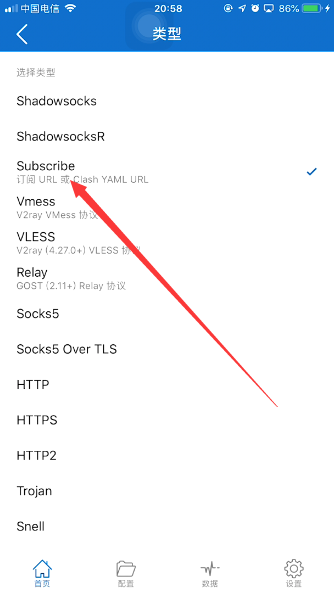 中国电信
20:58
86%
类型
选择类型
Shadowsocks
ShadowsocksR
Subscribe
订阅 URL 或 Clash YAML URL
Vmess
V2ray VMess 协议
VLESS
V2ray (4.27.0+) VLESS 协议
Relay
GOST (2.11+) Relay 协议
Socks5
Socks5 Over TLS
HTTP
HTTPS
HTTP2
Trojan
Snell
首页
配置
数据
设置